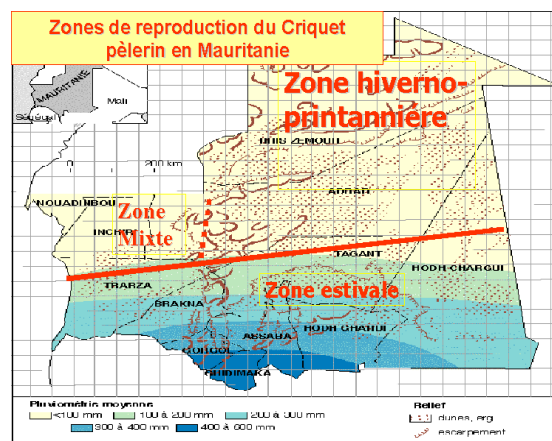 Zones de reproduction du Criquet
pèlerin en Mauritanie
MAURITANIE
Mali
Sénégal
Zone hiverno-
printannière
0 200 km
ADRAR
NOUADHIBOU
Zone
Mixte
INCHIRI
TAGANT
HODH-CHARGUI
TRARZA
Zone estivale
BRAKNA
HODH GHARBI
ASSABA
GORGOL
GUIDIMAKA
Pluviométrie moyenne
<100 mm
100 à 200 mm
200 à 300 mm
300 à 400 mm
400 à 600 mm
Relief
dunes, erg
escarpement